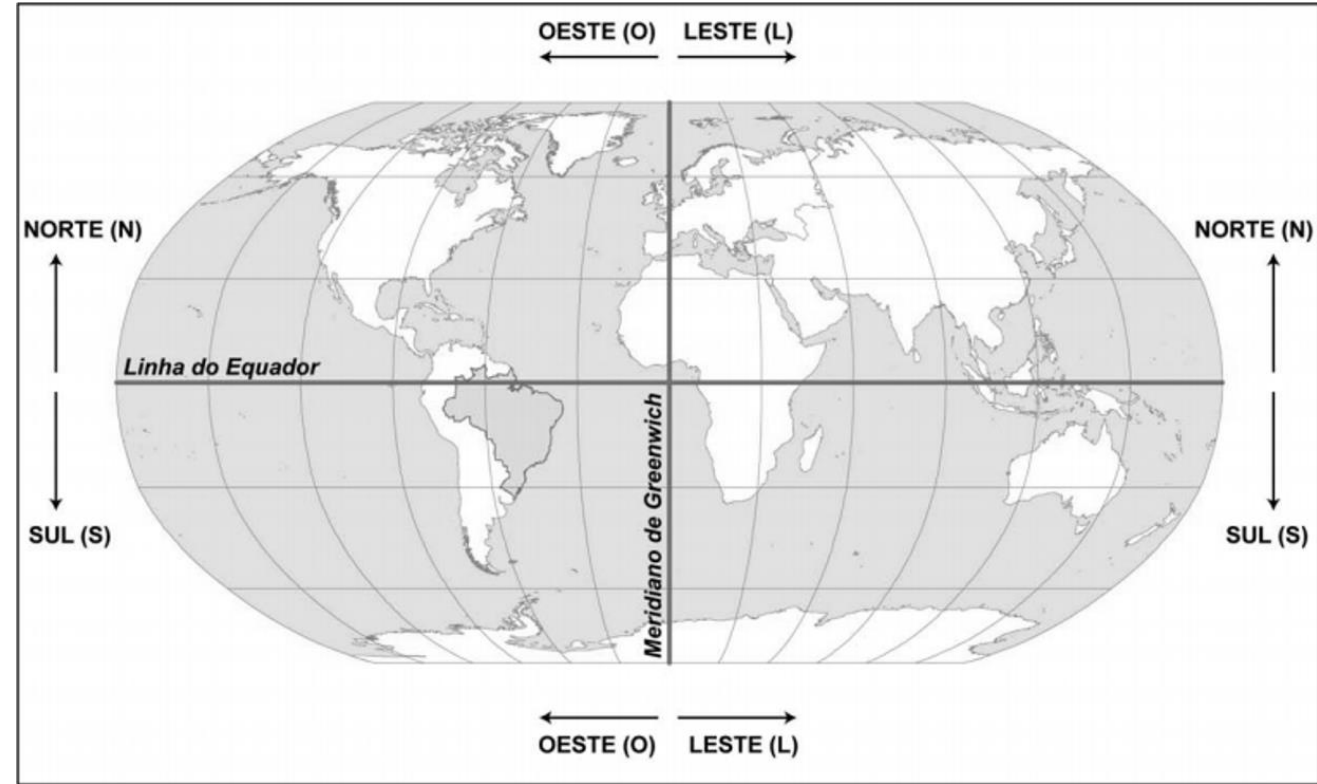 OESTE (O) LESTE (L)
NORTE (N) NORTE (N)
Linha do Equador
Meridiano de Greenwich
SUL (S) SUL (S)
OESTE (O) LESTE (L)